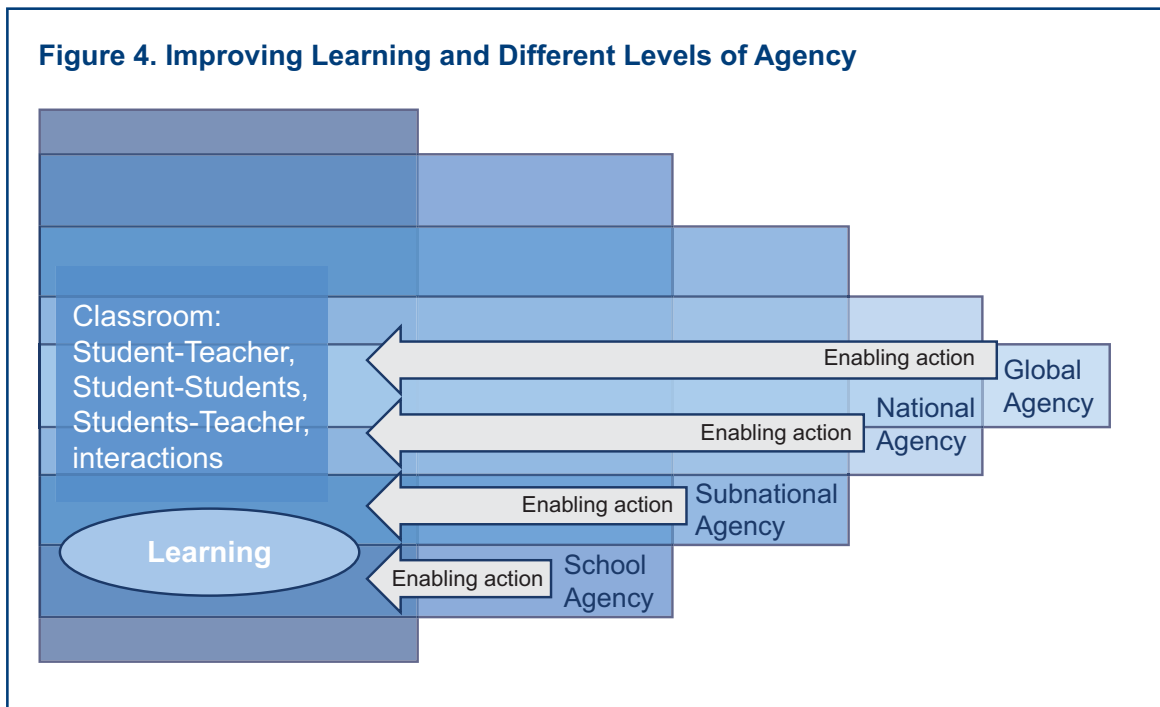 Figure 4. Improving Learning and Different Levels of Agency
Classroom:
Student-Teacher,
Student-Students,
Students-Teacher,
interactions
Learning
Enabling action
Global
Agency
Enabling action
National
Agency
Enabling action
Subnational
Agency
Enabling action
School
Agency